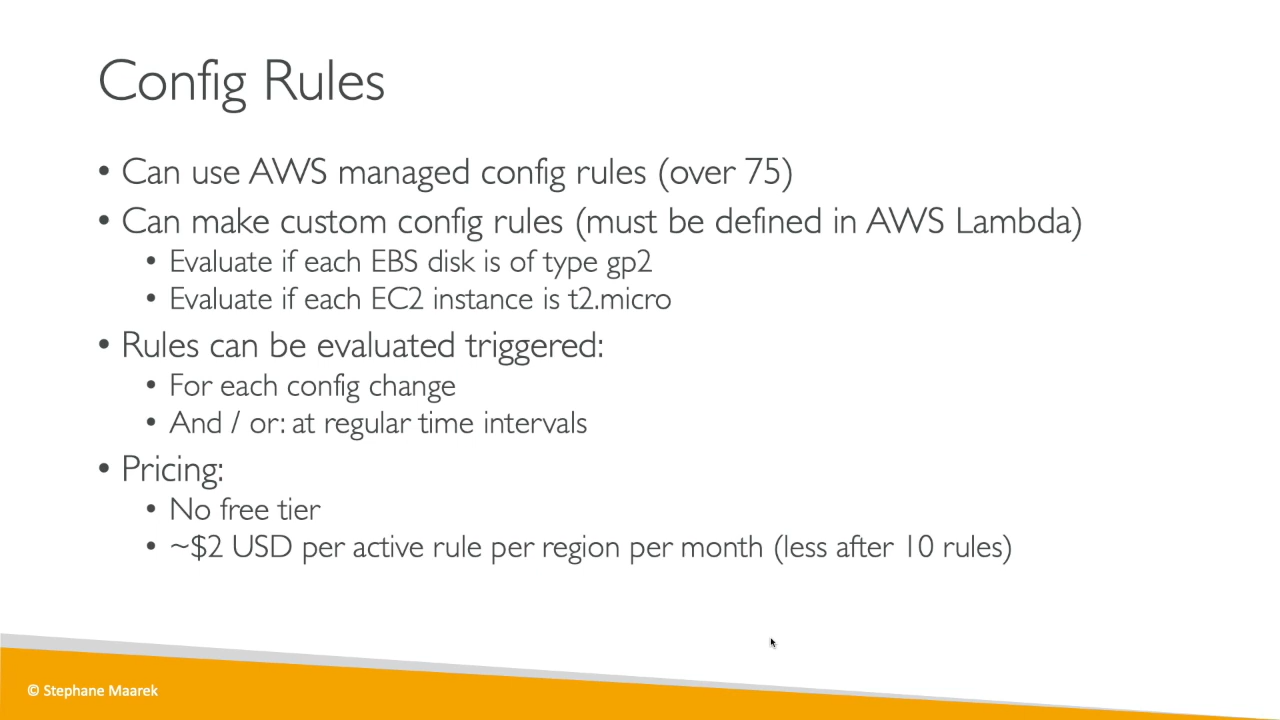 Config Rules
• Can use AWS managed config rules (over 75)
• Can make custom config rules (must be defined in AWS Lambda)
• Evaluate if each EBS disk is of type gp2
• Evaluate if each EC2 instance is t2.micro
• Rules can be evaluated triggered:
• For each config change
• And / or: at regular time intervals
• Pricing:
• No free tier
• ~$2 USD per active rule per region per month (less after 10 rules)
© Stephane Maarek